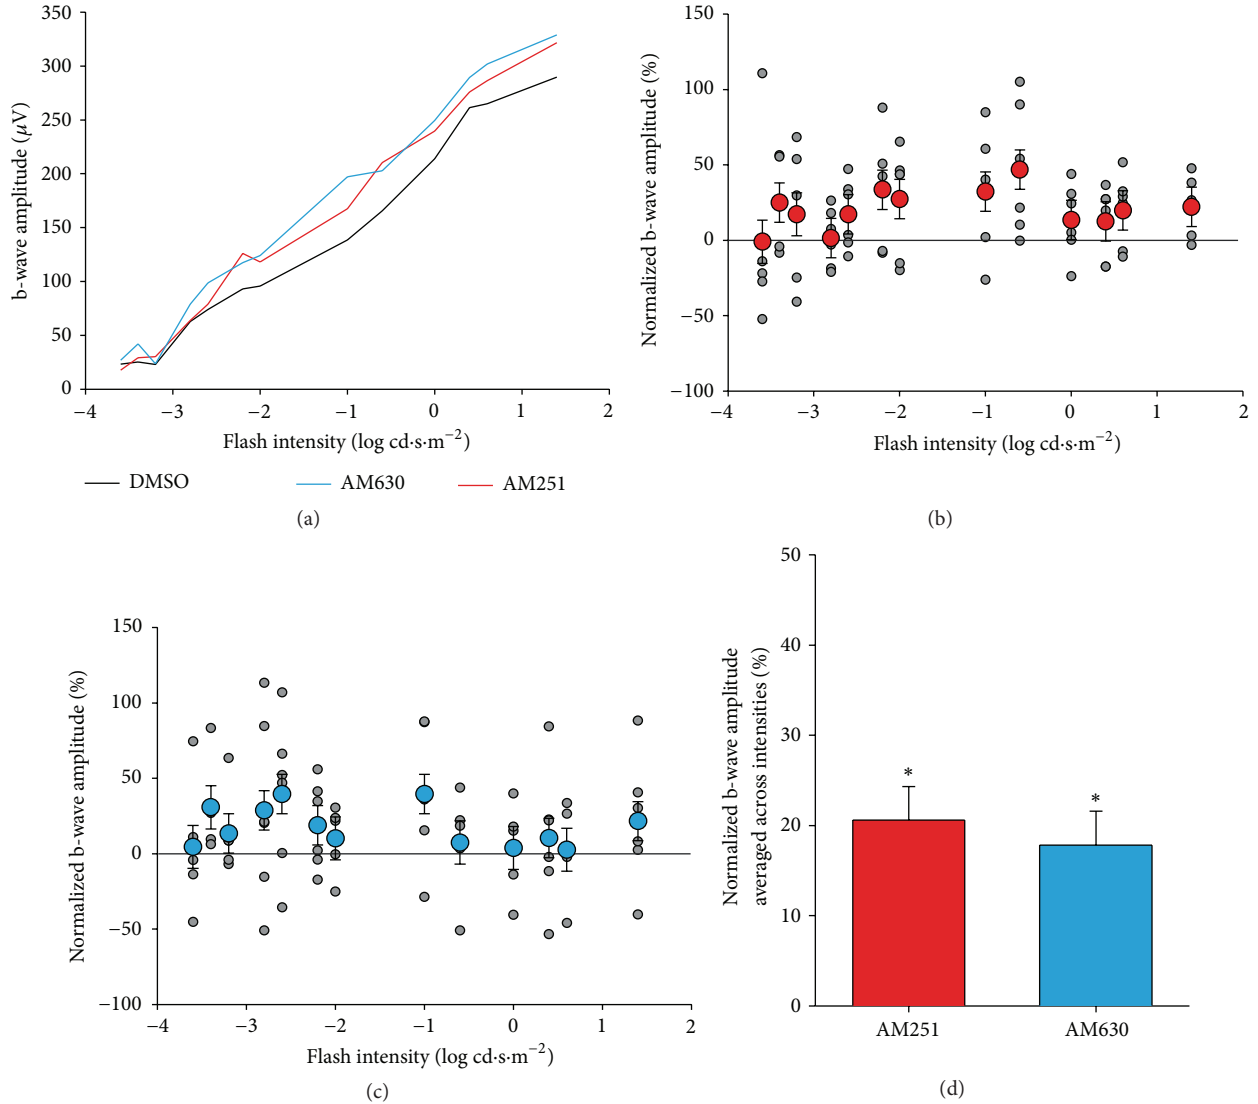 350
300
250
200
150
100
50
0
b-wave amplitude (μV)
−4 −3 −2 −1 0 1 2
Flash intensity (log cd·s·m−2)
DMSO AM630 AM251
(a)
150
100
50
0
−50
−100
Normalized b-wave amplitude (%)
−4 −3 −2 −1 0 1 2
Flash intensity (log cd·s·m−2)
(b)
150
100
50
0
−50
−100
Normalized b-wave amplitude (%)
−4 −3 −2 −1 0 1 2
Flash intensity (log cd·s·m−2)
(c)
50
40
30
20
10
0
Normalized b-wave amplitude
averaged across intensities (%)
* *
AM251 AM630
(d)